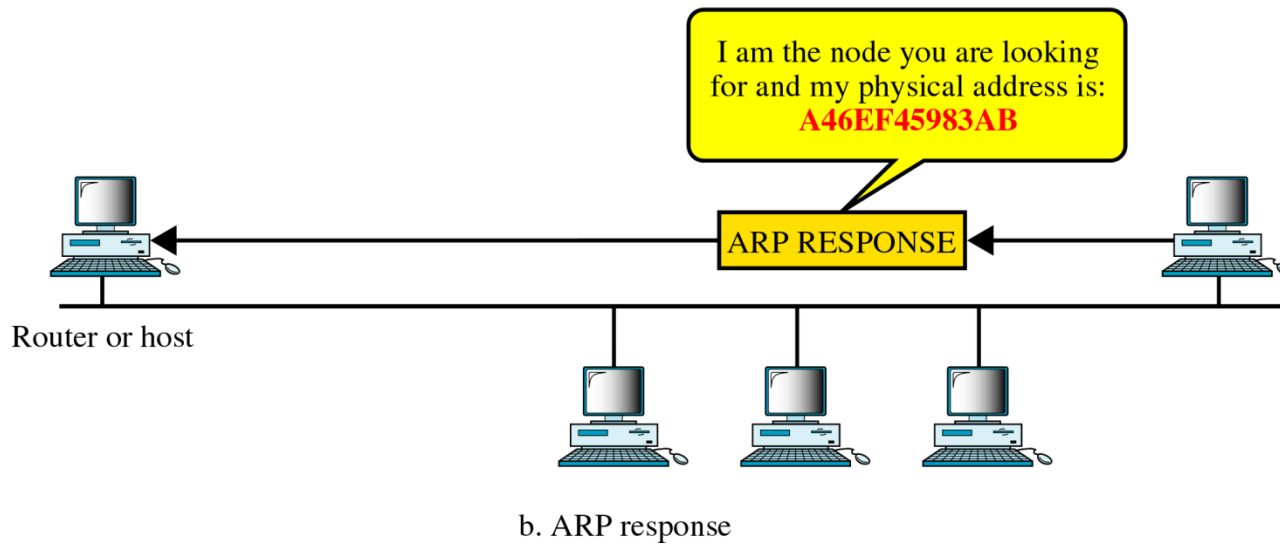 I am the node you are looking
for and my physical address is:
A46EF45983AB
ARP RESPONSE
Router or host
b. ARP response